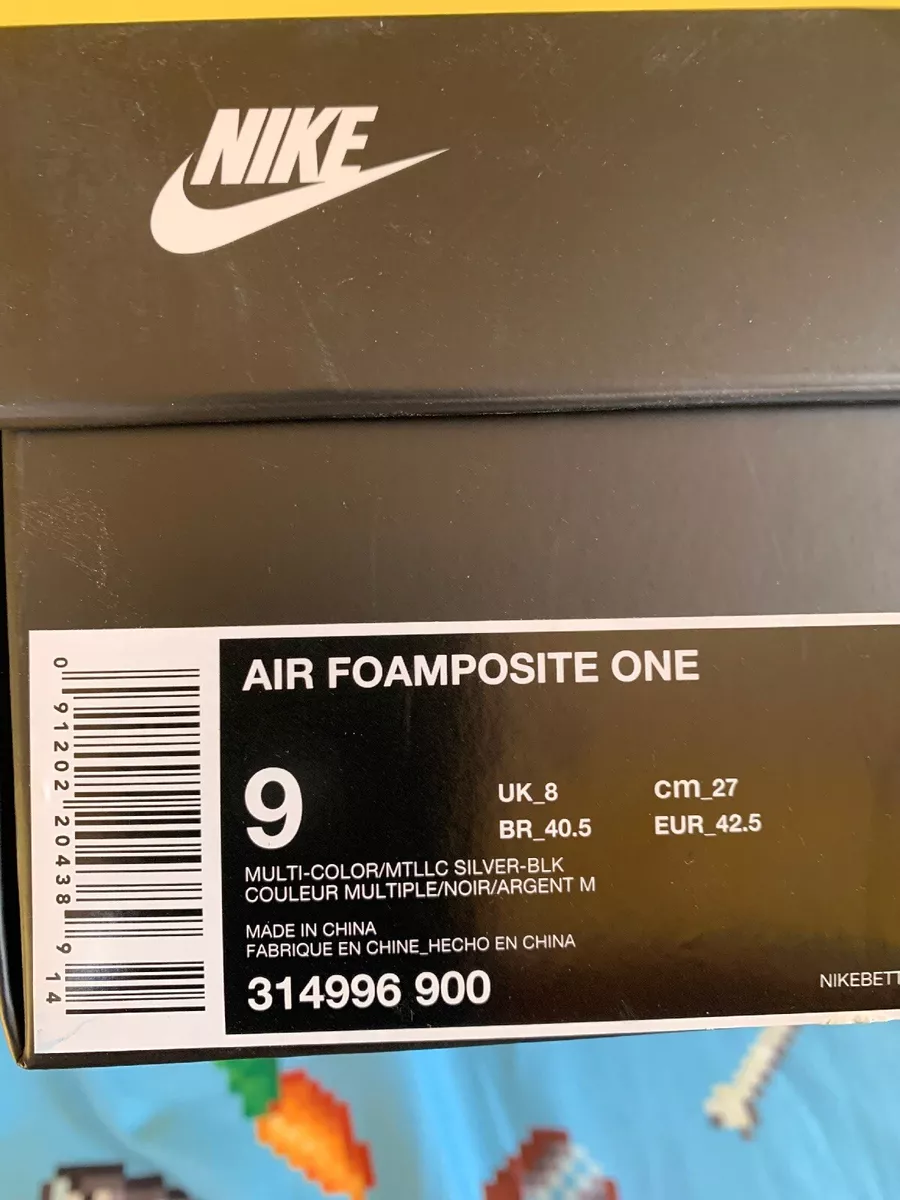 NIKE
AIR FOAMPOSITE ONE
9
UK_8 cm_27
BR_40.5 EUR_42.5
MULTI-COLOR/MTLLC SILVER-BLK
COULEUR MULTIPLE/NOIR/ARGENT M
MADE IN CHINA
FABRIQUE EN CHINE_HECHO EN CHINA
314996 900
NIKEBETT
0 91202 20438 9 14